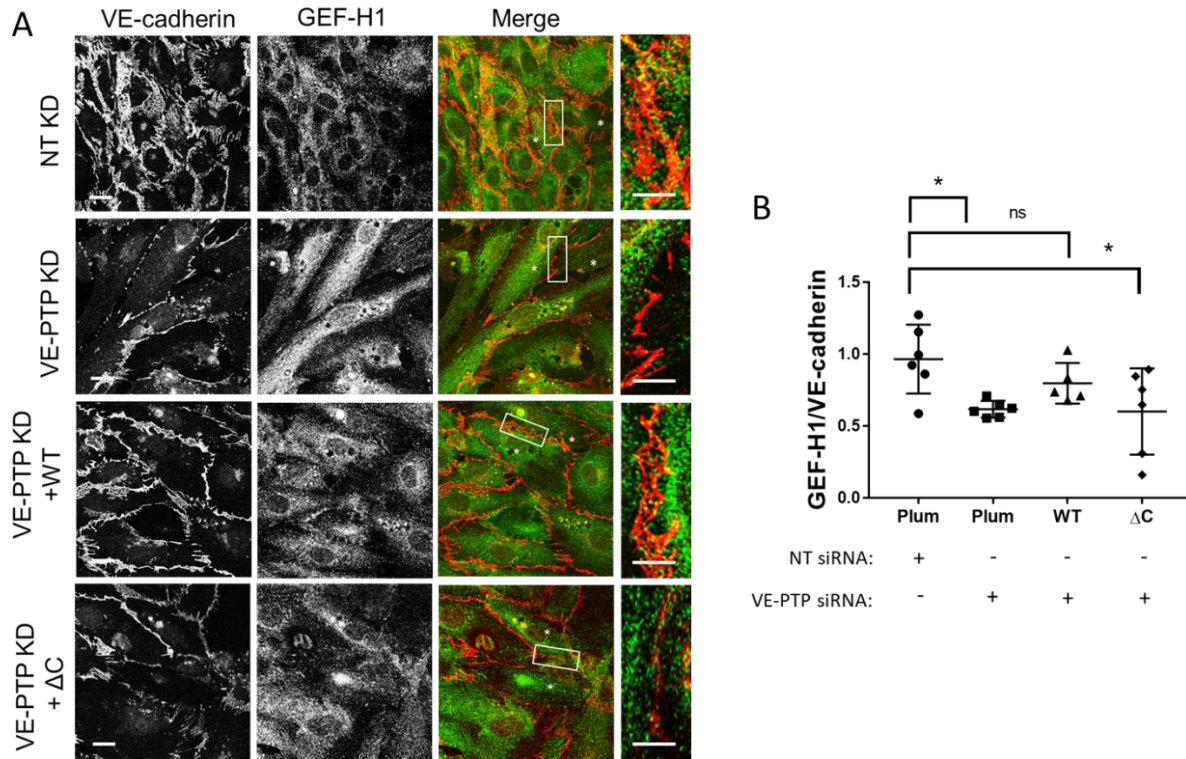 A
VE-cadherin GEF-H1 Merge
NT KD
VE-PTP KD
VE-PTP KD
+WT
VE-PTP KD
+ ΔC
B
*
ns
*
GEF-H1/VE-cadherin
1.5
1.0
0.5
0.0
Plum Plum WT ΔC
NT siRNA: + - - -
VE-PTP siRNA: - + + +